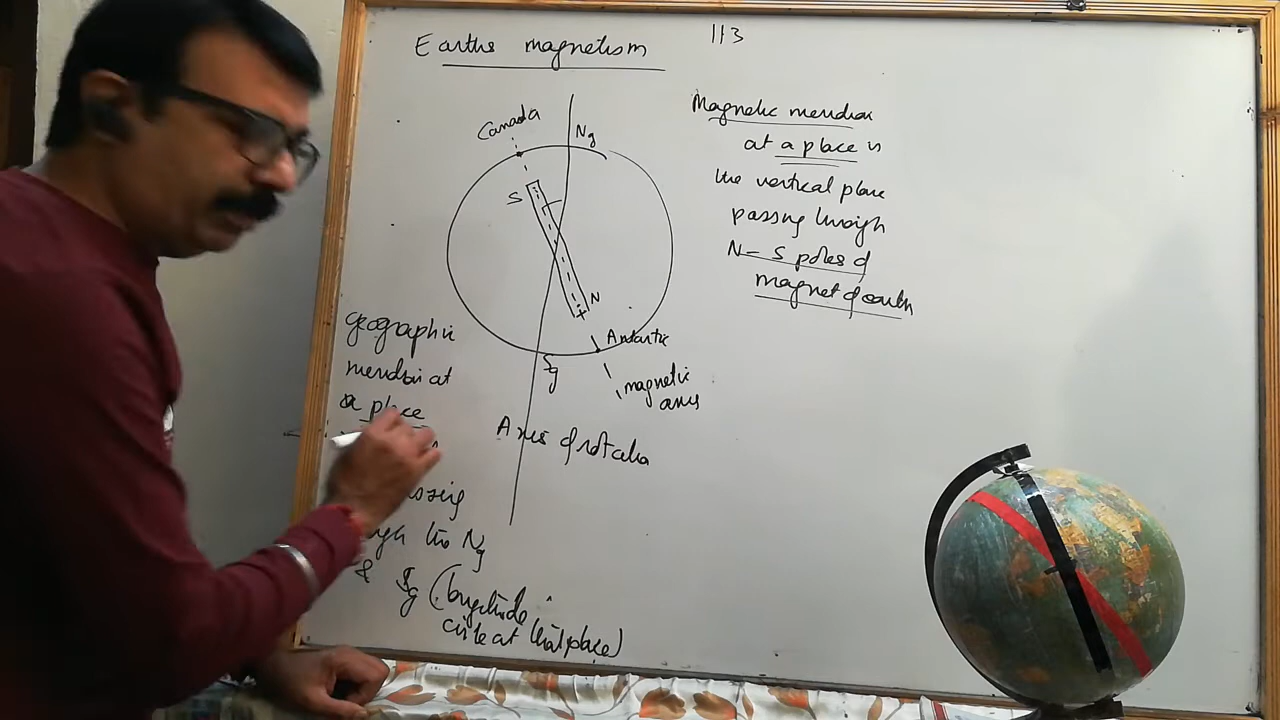 Earths magnetism
113
Canada
Ng
S
N
Antartic
Sg
magnetic
axis
Axis of rotation
Magnetic meridian
at a place is
the vertical plane
passing through
N-S poles of
magnet of earth
geographic
meridian at
a place
the Ng
& Sg (longitude
circle at that place)